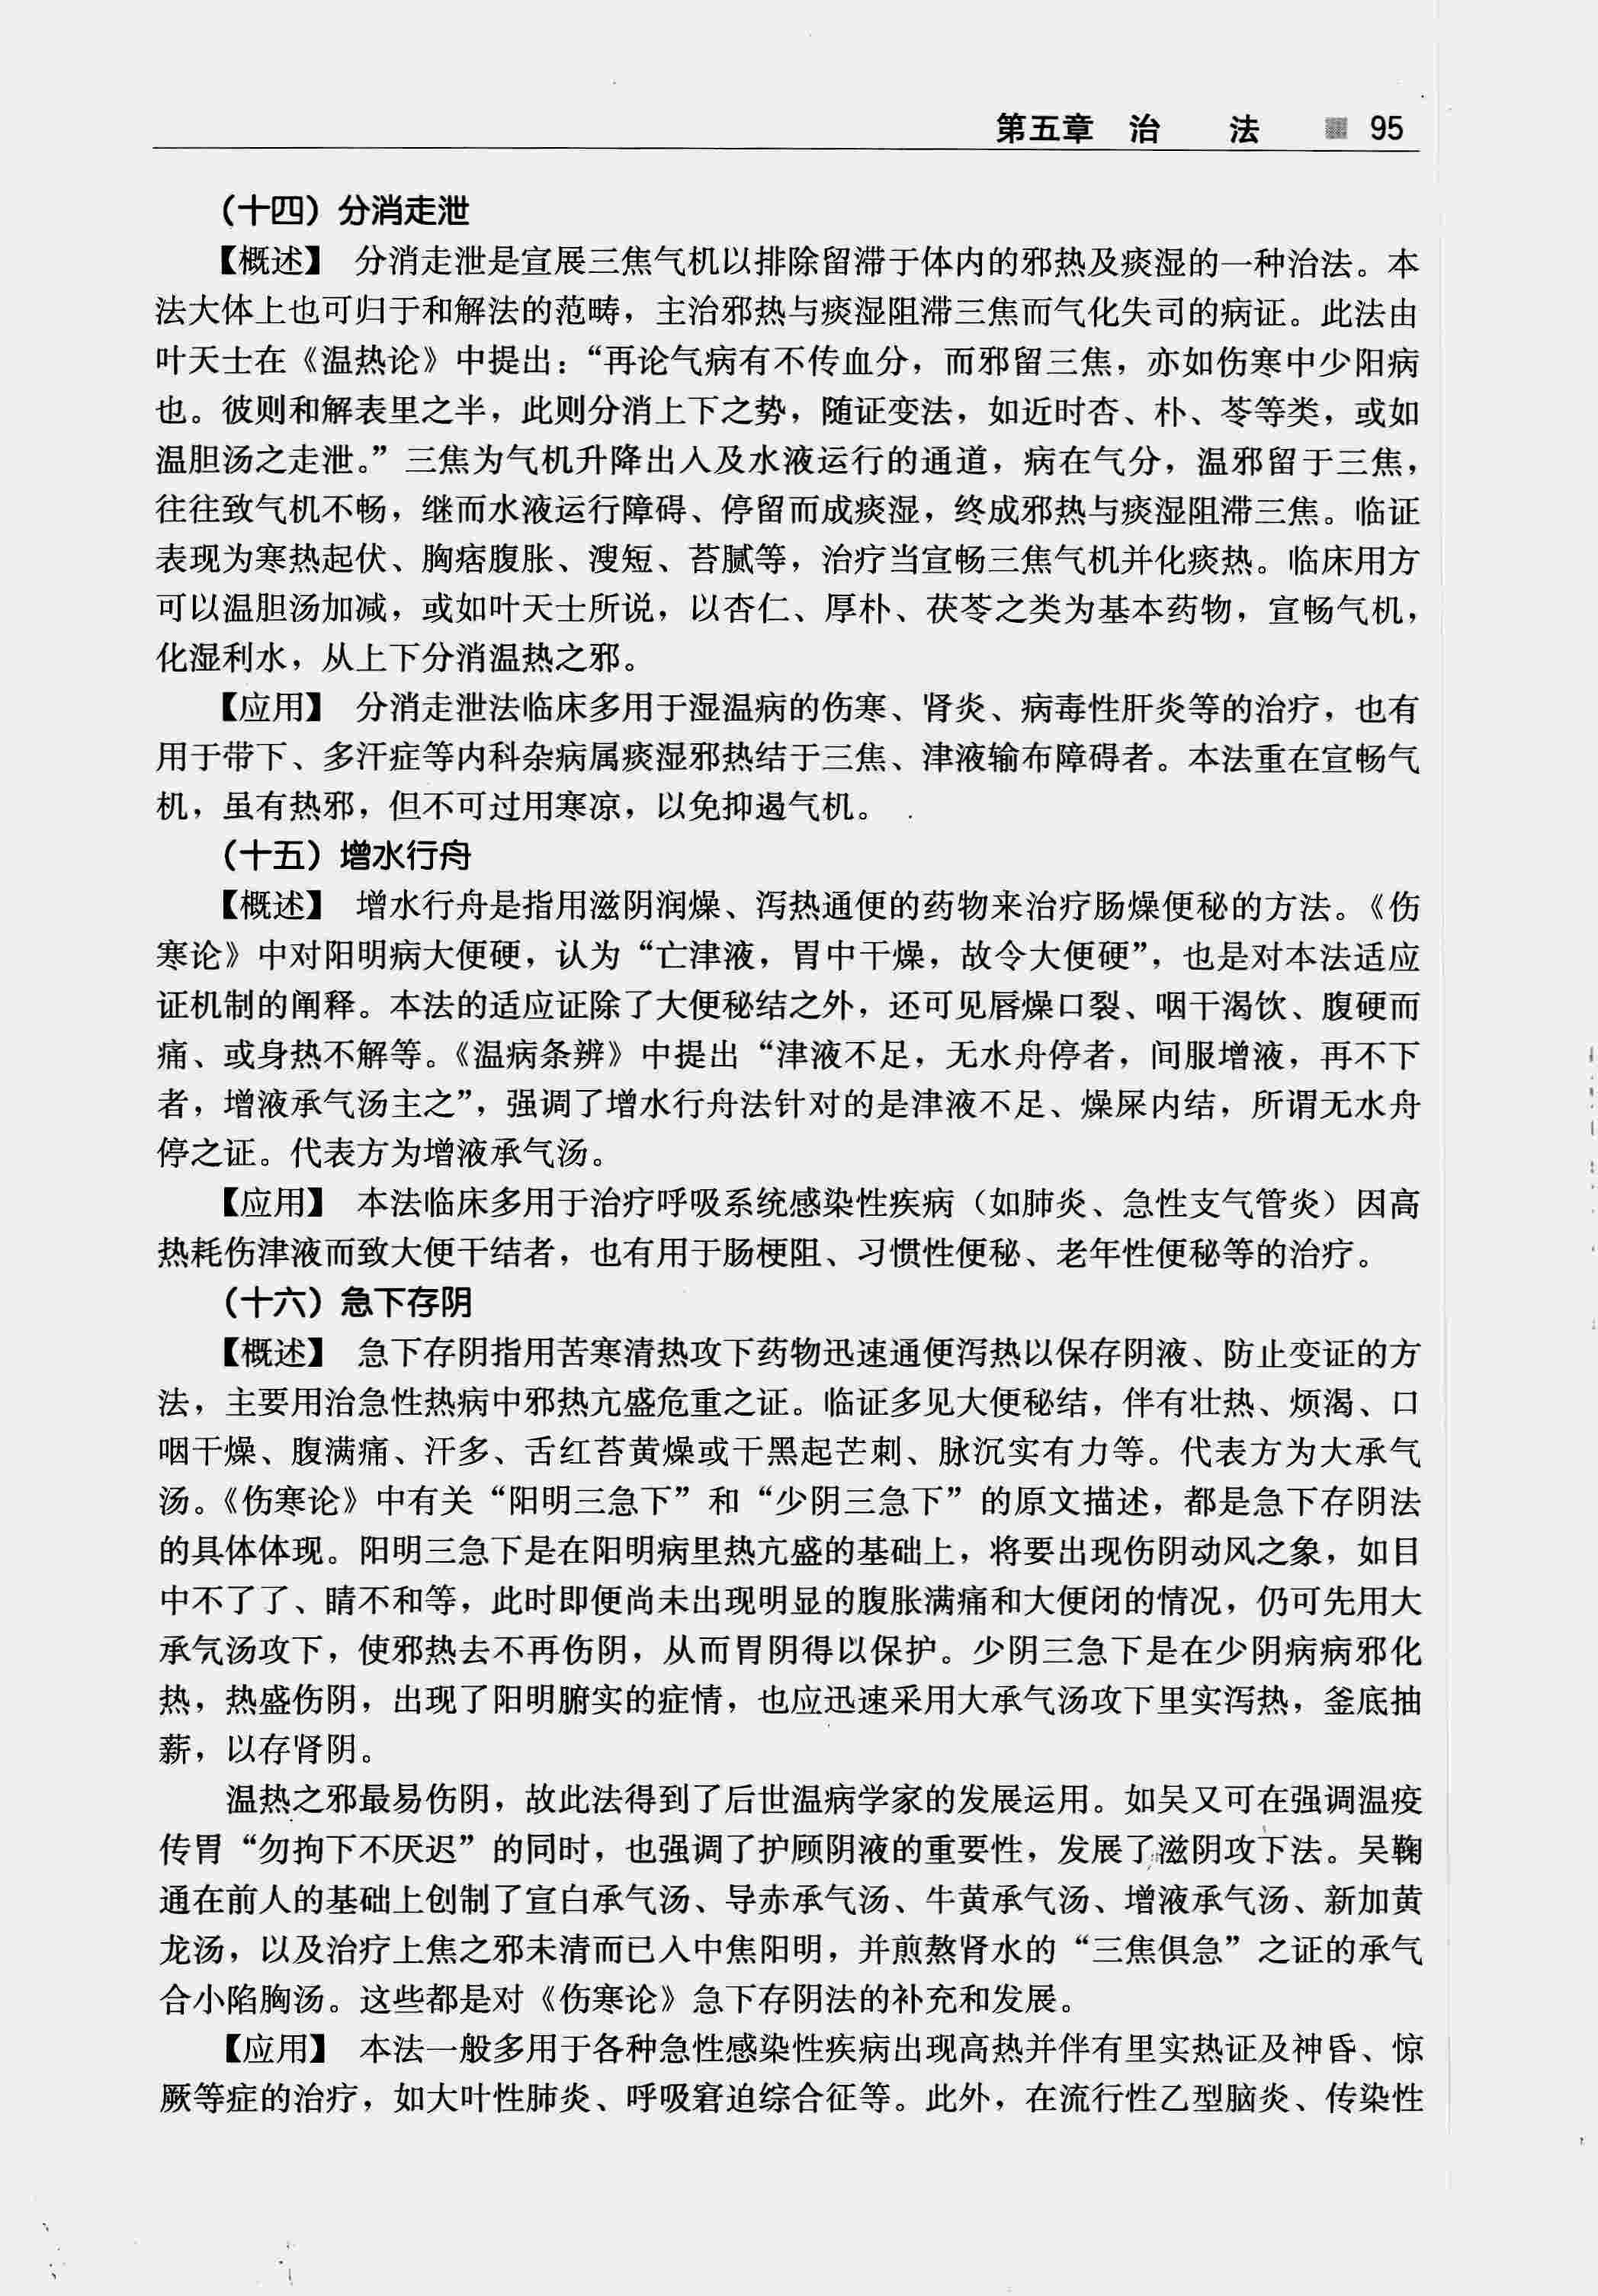 第五章 治 法 95
（十四）分消走泄
【概述】 分消走泄是宣展三焦气机以排除留滞于体内的邪热及痰湿的一种治法。本
法大体上也可归于和解法的范畴，主治邪热与痰湿阻滞三焦而气化失司的病证。此法由
叶天士在《温热论》中提出：“再论气病有不传血分，而邪留三焦，亦如伤寒中少阳病
也。彼则和解表里之半，此则分消上下之势，随证变法，如近时杏、朴、苓等类，或如
温胆汤之走泄。”三焦为气机升降出入及水液运行的通道，病在气分，温邪留于三焦，
往往致气机不畅，继而水液运行障碍、停留而成痰湿，终成邪热与痰湿阻滞三焦。临证
表现为寒热起伏、胸痞腹胀、溲短、苔腻等，治疗当宣畅三焦气机并化痰热。临床用方
可以温胆汤加减，或如叶天士所说，以杏仁、厚朴、茯苓之类为基本药物，宣畅气机，
化湿利水，从上下分消温热之邪。
【应用】 分消走泄法临床多用于湿温病的伤寒、肾炎、病毒性肝炎等的治疗，也有
用于带下、多汗症等内科杂病属痰湿邪热结于三焦、津液输布障碍者。本法重在宣畅气
机，虽有热邪，但不可过用寒凉，以免抑遏气机。
（十五）增水行舟
【概述】 增水行舟是指用滋阴润燥、泻热通便的药物来治疗肠燥便秘的方法。《伤
寒论》中对阳明病大便硬，认为“亡津液，胃中干燥，故令大便硬”，也是对本法适应
证机制的阐释。本法的适应证除了大便秘结之外，还可见唇燥口裂、咽干渴饮、腹硬而
痛、或身热不解等。《温病条辨》中提出“津液不足，无水舟停者，间服增液，再不下
者，增液承气汤主之”，强调了增水行舟法针对的是津液不足、燥屎内结，所谓无水舟
停之证。代表方为增液承气汤。
【应用】 本法临床多用于治疗呼吸系统感染性疾病（如肺炎、急性支气管炎）因高
热耗伤津液而致大便干结者，也有用于肠梗阻、习惯性便秘、老年性便秘等的治疗。
（十六）急下存阴
【概述】 急下存阴指用苦寒清热攻下药物迅速通便泻热以保存阴液、防止变证的方
法，主要用治急性热病中邪热亢盛危重之证。临证多见大便秘结，伴有壮热、烦渴、口
咽干燥、腹满痛、汗多、舌红苔黄燥或干黑起芒刺、脉沉实有力等。代表方为大承气
汤。《伤寒论》中有关“阳明三急下”和“少阴三急下”的原文描述，都是急下存阴法
的具体体现。阳明三急下是在阳明病里热亢盛的基础上，将要出现伤阴动风之象，如目
中不了了、睛不和等，此时即便尚未出现明显的腹胀满痛和大便闭的情况，仍可先用大
承气汤攻下，使邪热去不再伤阴，从而胃阴得以保护。少阴三急下是在少阴病病邪化
热，热盛伤阴，出现了阳明腑实的症情，也应迅速采用大承气汤攻下里实泻热，釜底抽
薪，以存肾阴。
温热之邪最易伤阴，故此法得到了后世温病学家的发展运用。如吴又可在强调温疫
传胃“勿拘下不厌迟”的同时，也强调了护顾阴液的重要性，发展了滋阴攻下法。吴鞠
通在前人的基础上创制了宣白承气汤、导赤承气汤、牛黄承气汤、增液承气汤、新加黄
龙汤，以及治疗上焦之邪未清而已入中焦阳明，并煎熬肾水的“三焦俱急”之证的承气
合小陷胸汤。这些都是对《伤寒论》急下存阴法的补充和发展。
【应用】 本法一般多用于各种急性感染性疾病出现高热并伴有里实热证及神昏、惊
厥等症的治疗，如大叶性肺炎、呼吸窘迫综合征等。此外，在流行性乙型脑炎、传染性